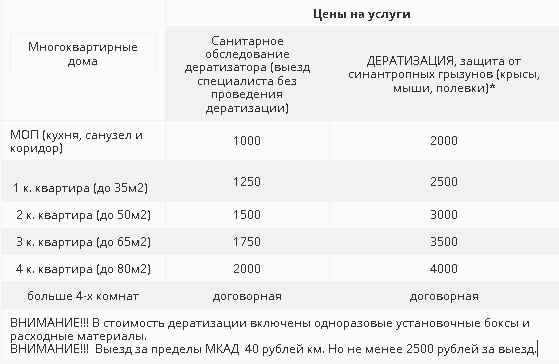 Цены на услуги
Многоквартирные
дома
Санитарное
обследование
дератизатора (выезд
специалиста без
проведения
дератизации)
ДЕРАТИЗАЦИЯ, защита от
синантропных грызунов (крысы,
мыши, полевки)*
МОП (кухня, санузел и
коридор)
1000
2000
1 к. квартира (до 35м2)
1250
2500
2 к. квартира (до 50м2)
1500
3000
3 к. квартира (до 65м2)
1750
3500
4 к. квартира (до 80м2)
2000
4000
больше 4-х комнат
договорная
договорная
ВНИМАНИЕ!!! В стоимость дератизации включены одноразовые установочные боксы и
расходные материалы.
ВНИМАНИЕ!!! Выезд за пределы МКАД 40 рублей км. Но не менее 2500 рублей за выезд.